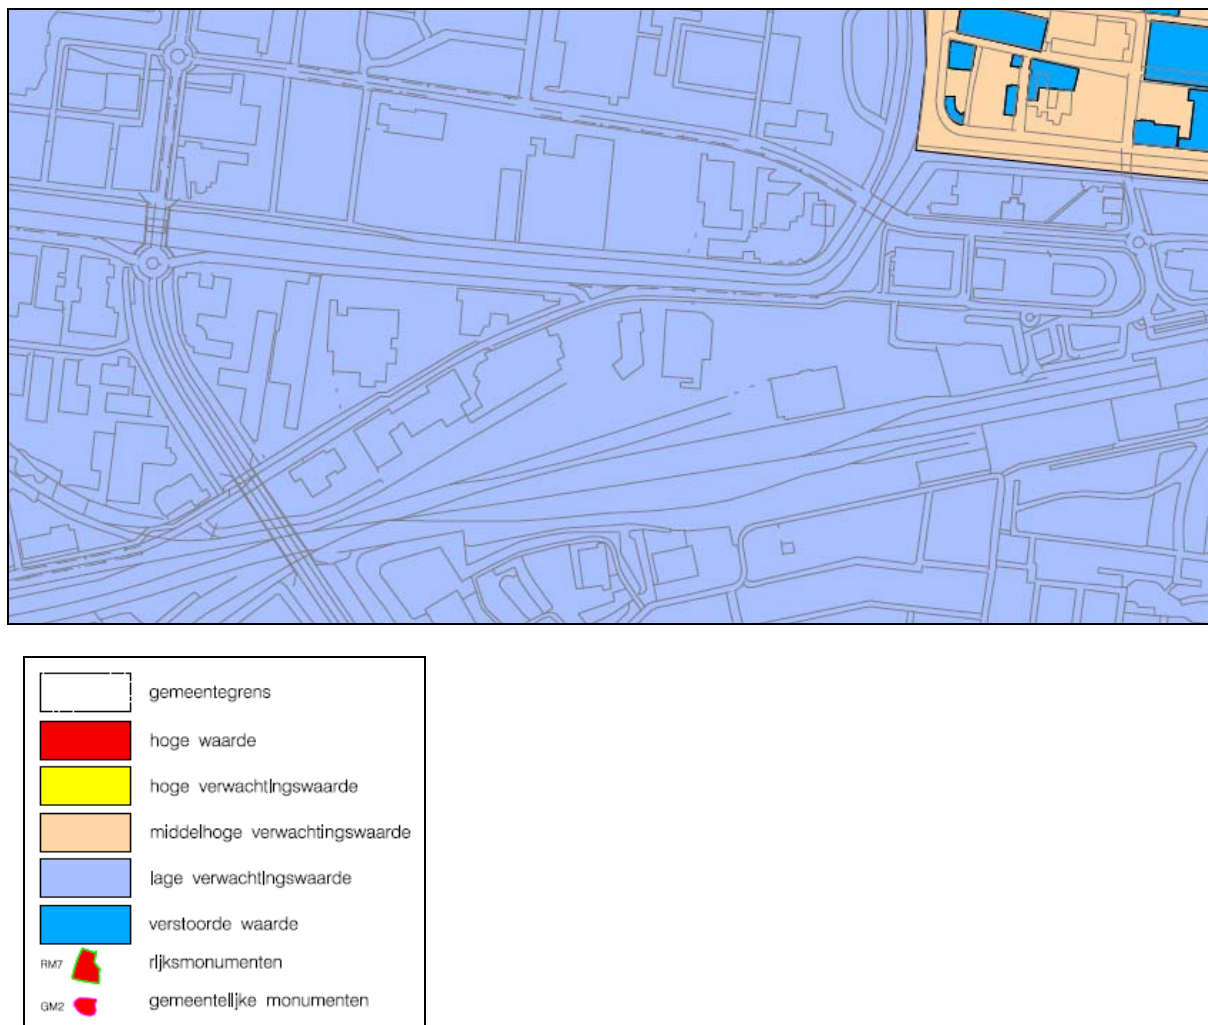 gemeentegrens
hoge waarde
hoge verwachtingswaarde
middelhoge verwachtingswaarde
lage verwachtingswaarde
verstoorde waarde
RM7 rijksmonumenten
GM2 gemeentelijke monumenten